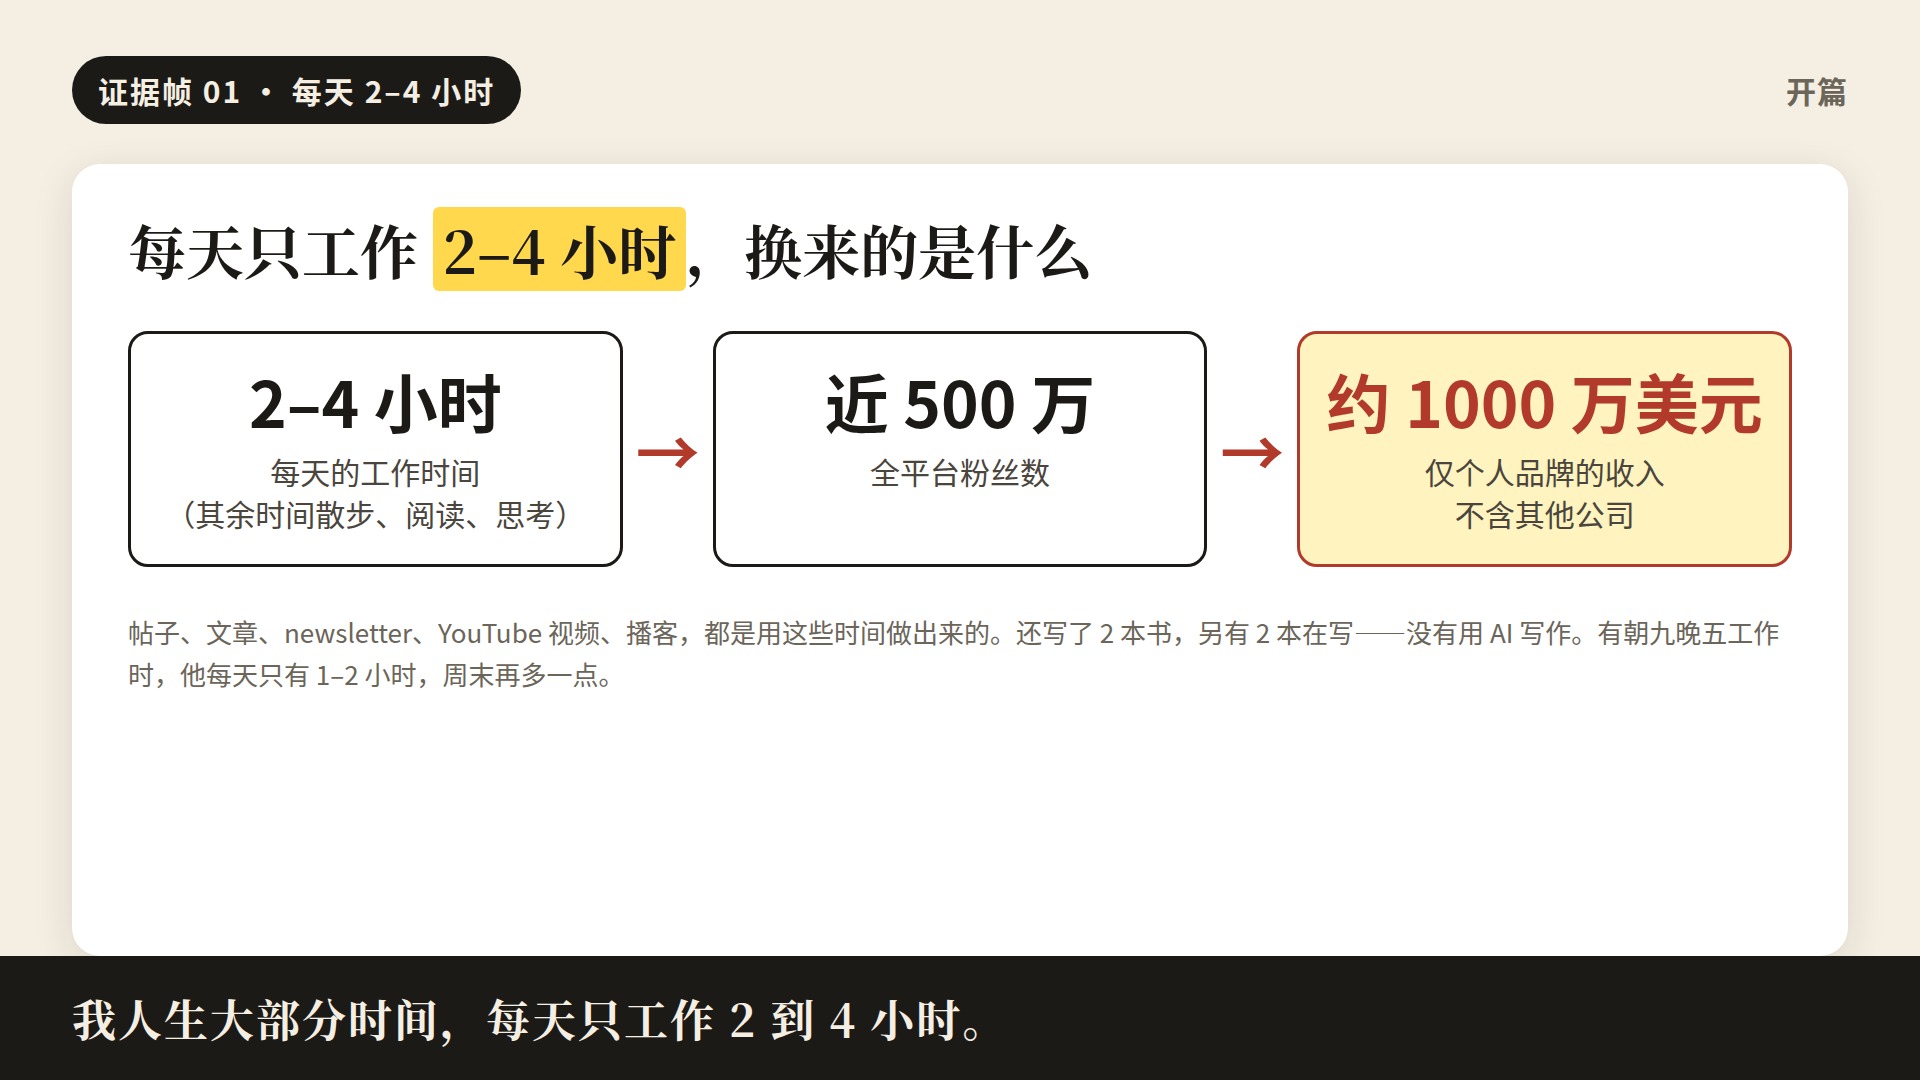 证据帧 01 · 每天 2–4 小时
开篇
每天只工作 2–4 小时，换来的是什么
2–4 小时
每天的工作时间
（其余时间散步、阅读、思考）
→
近 500 万
全平台粉丝数
→
约 1000 万美元
仅个人品牌的收入
不含其他公司
帖子、文章、newsletter、YouTube 视频、播客，都是用这些时间做出来的。还写了 2 本书，另有 2 本在写——没有用 AI 写作。有朝九晚五工作
时，他每天只有 1–2 小时，周末再多一点。
我人生大部分时间，每天只工作 2 到 4 小时。